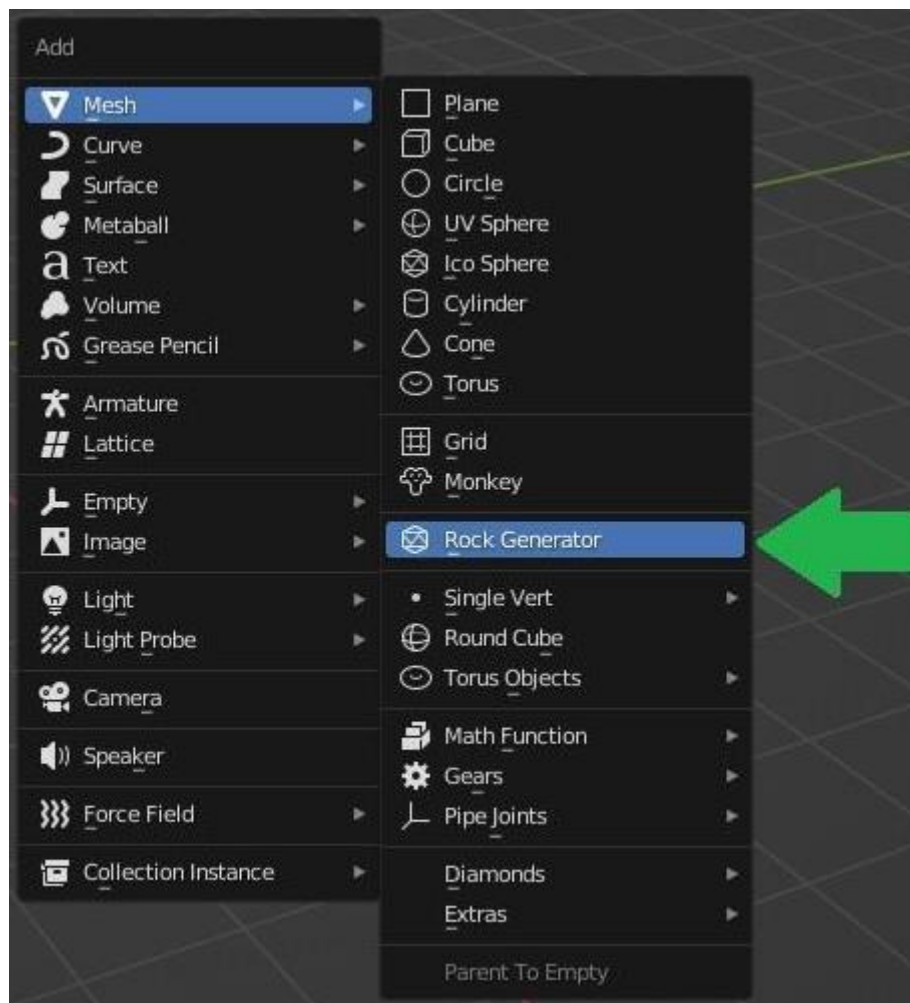 Add
Mesh
Curve
Surface
Metaball
Text
Volume
Grease Pencil
Armature
Lattice
Empty
Image
Light
Light Probe
Camera
Speaker
Force Field
Collection Instance
Plane
Cube
Circle
UV Sphere
Ico Sphere
Cylinder
Cone
Torus
Grid
Monkey
Rock Generator
Single Vert
Round Cube
Torus Objects
Math Function
Gears
Pipe Joints
Diamonds
Extras
Parent To Empty